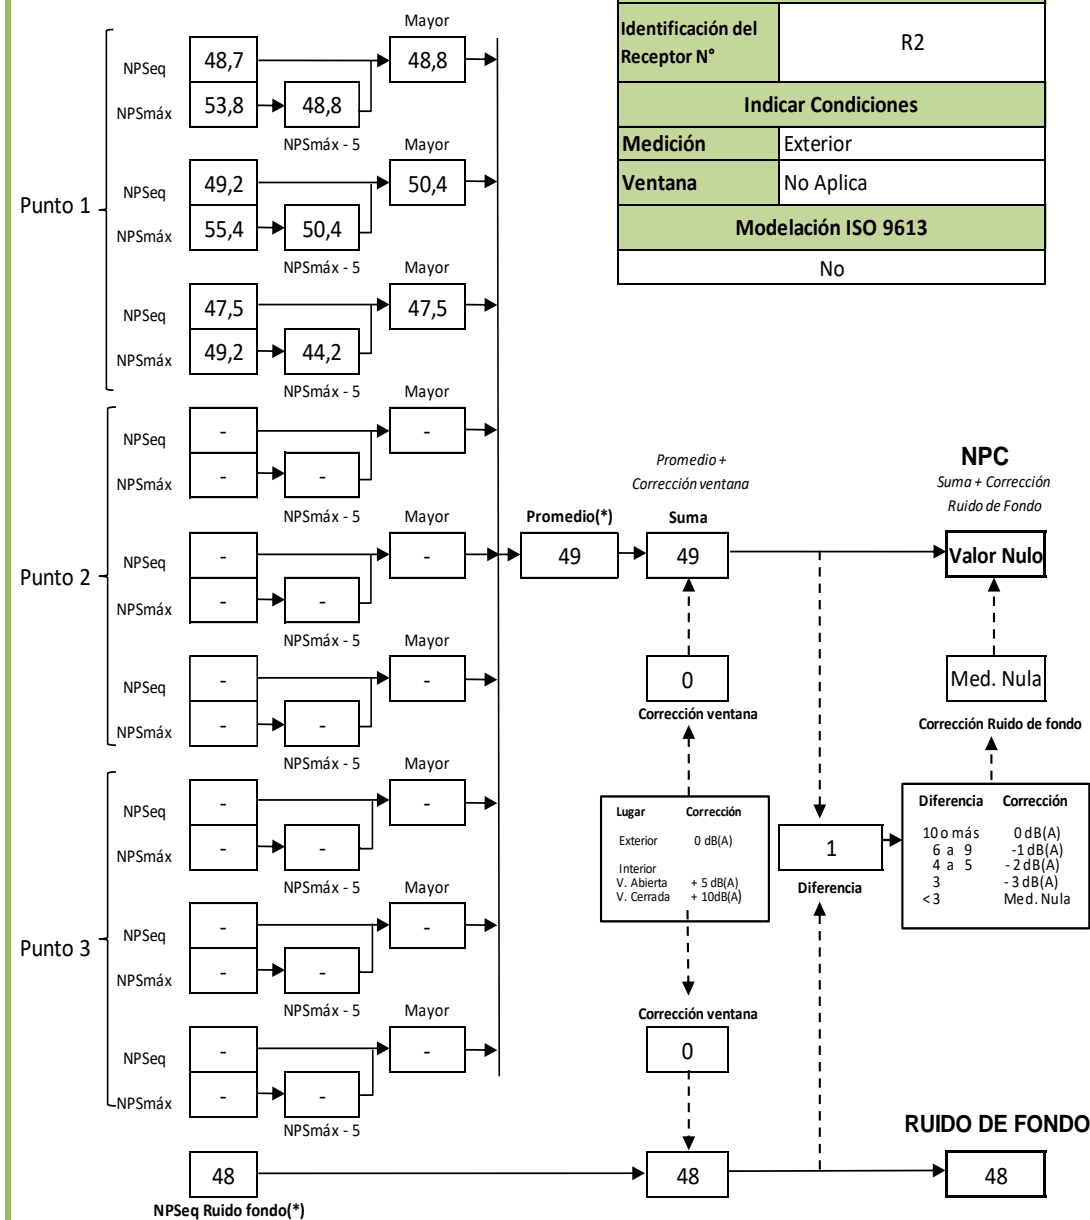 Identificación del
Receptor N°
R2
Indicar Condiciones
Medición Exterior
Ventana No Aplica
Modelación ISO 9613
No
Punto 1
Mayor
NPSeq 48,7 48,8
NPSmáx 53,8 48,8
NPSmáx - 5
Mayor
NPSeq 49,2 50,4
NPSmáx 55,4 50,4
NPSmáx - 5
Mayor
NPSeq 47,5 47,5
NPSmáx 49,2 44,2
NPSmáx - 5
Punto 2
Mayor
NPSeq - -
NPSmáx - -
NPSmáx - 5
Mayor
NPSeq - -
NPSmáx - -
NPSmáx - 5
Mayor
NPSeq - -
NPSmáx - -
NPSmáx - 5
Punto 3
Mayor
NPSeq - -
NPSmáx - -
NPSmáx - 5
Mayor
NPSeq - -
NPSmáx - -
NPSmáx - 5
Mayor
NPSeq - -
NPSmáx - -
NPSmáx - 5
Promedio(*)
49
Promedio +
Corrección ventana
Suma
49
0
Corrección ventana
Lugar Corrección
Exterior 0 dB(A)
Interior
V. Abierta + 5 dB(A)
V. Cerrada + 10dB(A)
Corrección ventana
0
NPC
Suma + Corrección
Ruido de Fondo
Valor Nulo
Med. Nula
Corrección Ruido de fondo
Diferencia Corrección
10 o más 0 dB(A)
6 a 9 -1 dB(A)
4 a 5 - 2 dB(A)
3 - 3 dB(A)
< 3 Med. Nula
1
Diferencia
RUIDO DE FONDO
48 48 48
NPSeq Ruido fondo(*)